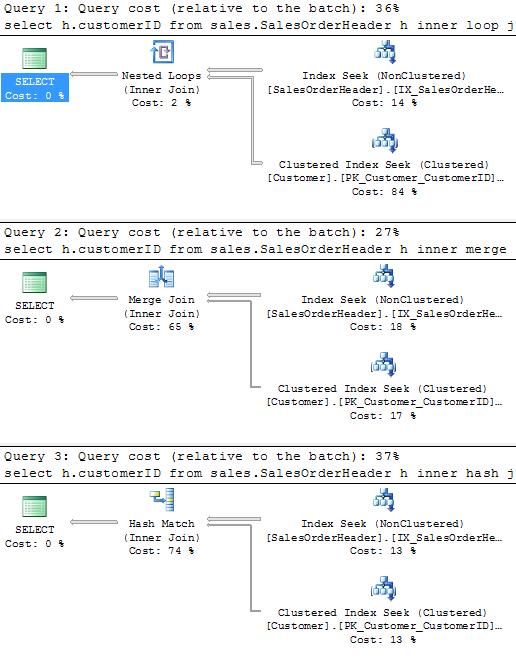 Query 1: Query cost (relative to the batch): 36%
select h.customerID from sales.SalesOrderHeader h inner loop j
SELECT
Cost: 0 %
Nested Loops
(Inner Join)
Cost: 2 %
Index Seek (NonClustered)
[SalesOrderHeader].[IX_SalesOrderHe…
Cost: 14 %
Clustered Index Seek (Clustered)
[Customer].[PK_Customer_CustomerID]…
Cost: 84 %
Query 2: Query cost (relative to the batch): 27%
select h.customerID from sales.SalesOrderHeader h inner merge
SELECT
Cost: 0 %
Merge Join
(Inner Join)
Cost: 65 %
Index Seek (NonClustered)
[SalesOrderHeader].[IX_SalesOrderHe…
Cost: 18 %
Clustered Index Seek (Clustered)
[Customer].[PK_Customer_CustomerID]…
Cost: 17 %
Query 3: Query cost (relative to the batch): 37%
select h.customerID from sales.SalesOrderHeader h inner hash j
SELECT
Cost: 0 %
Hash Match
(Inner Join)
Cost: 74 %
Index Seek (NonClustered)
[SalesOrderHeader].[IX_SalesOrderHe…
Cost: 13 %
Clustered Index Seek (Clustered)
[Customer].[PK_Customer_CustomerID]…
Cost: 13 %